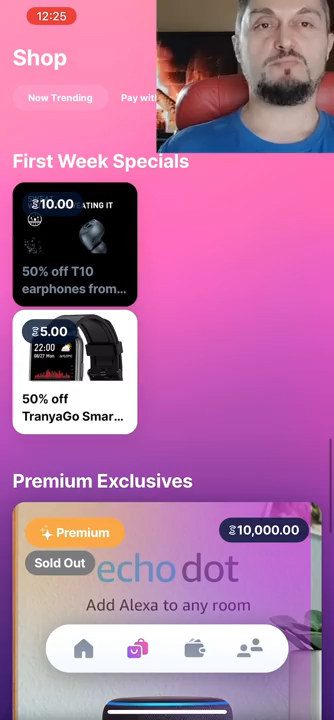 12:25
Shop
Now Trending
Pay wit
First Week Specials
10.00
EATING IT
50% off T10
earphones from...
5.00
22:00
50% off
TranyaGo Smar...
Premium Exclusives
Premium
10,000.00
Sold Out
echo dot
Add Alexa to any room